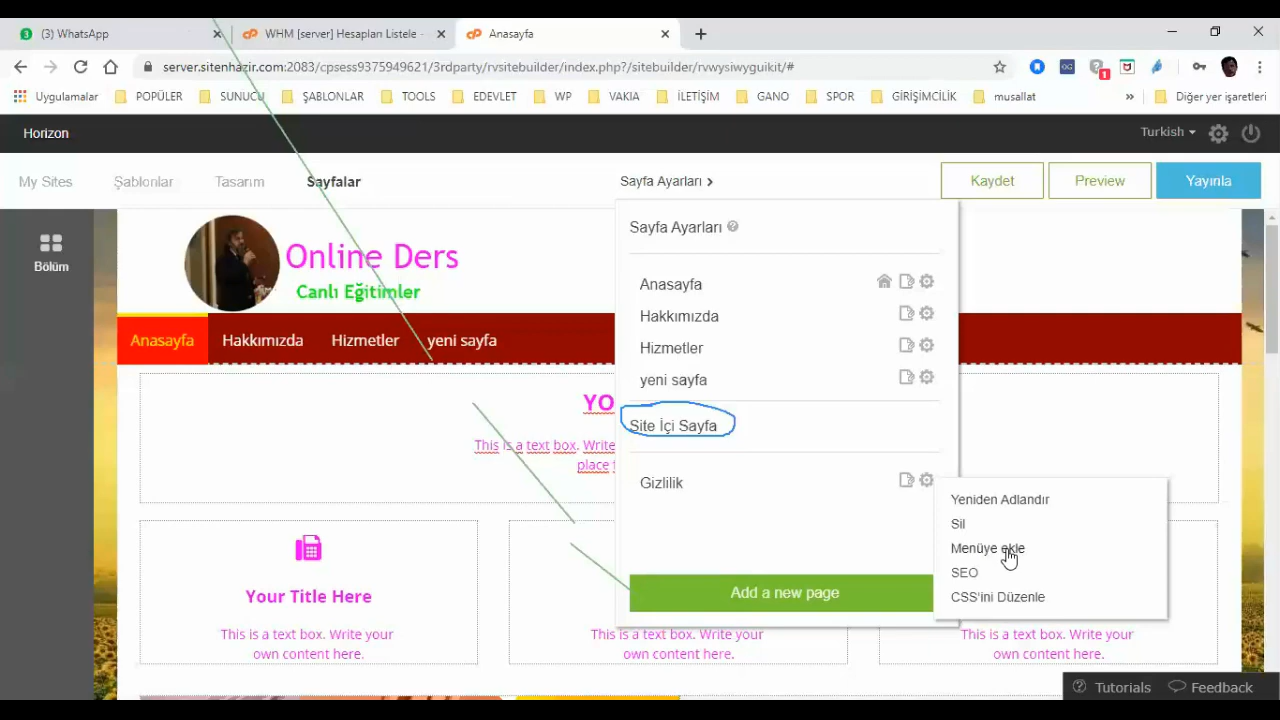 (3) WhatsApp
WHM [server] Hesapları Listele -
Anasayfa
server.sitenhazir.com:2083/cpsess9375949621/3rdparty/rvsitebuilder/index.php?/sitebuilder/rvwysiwyguikit/#
Uygulamalar POPÜLER SUNUCU ŞABLONLAR TOOLS EDEVLET WP VAKIA İLETİŞİM GANO SPOR GİRİŞİMCİLİK musallat » Diğer yer işaretleri
Horizon
Turkish
My Sites Şablonlar Tasarım Sayfalar Sayfa Ayarları Kaydet Preview Yayınla
Bölüm
Online Ders
Canlı Eğitimler
Anasayfa Hakkımızda Hizmetler yeni sayfa
Sayfa Ayarları
Anasayfa
Hakkımızda
Hizmetler
yeni sayfa
Site İçi Sayfa
Gizlilik
Add a new page
Yeniden Adlandır
Sil
Menüye ekle
SEO
CSS'ini Düzenle
YO
This is a text box. Write
place
Your Title Here
This is a text box. Write your
own content here.
This is a text box. Write your
own content here.
This is a text box. Write your
own content here.
Tutorials Feedback